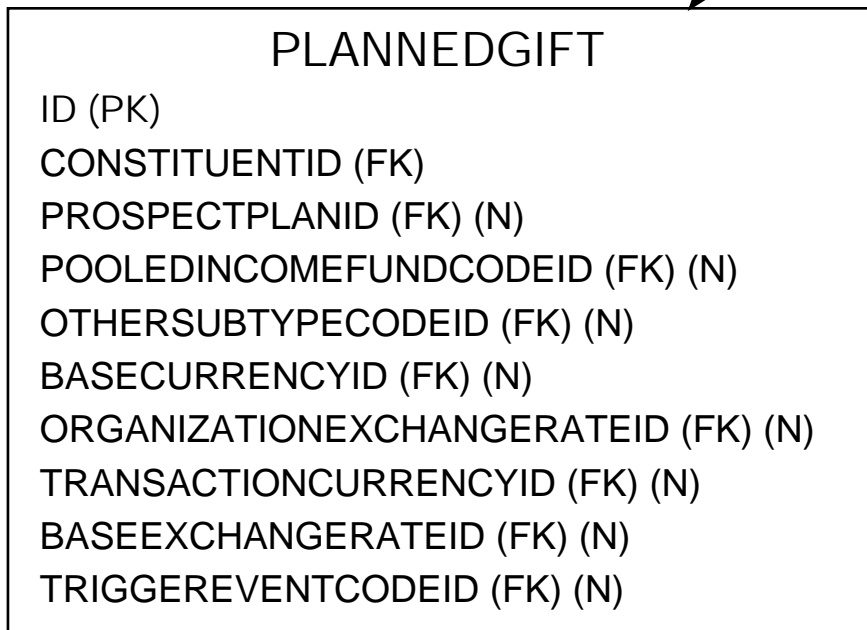 PLANNEDGIFT
ID (PK)
CONSTITUENTID (FK)
PROSPECTPLANID (FK) (N)
POOLEDINCOMEFUNDCODEID (FK) (N)
OTHERSUBTYPECODEID (FK) (N)
BASECURRENCYID (FK) (N)
ORGANIZATIONEXCHANGERATEID (FK) (N)
TRANSACTIONCURRENCYID (FK) (N)
BASEEXCHANGERATEID (FK) (N)
TRIGGEREVENTCODEID (FK) (N)